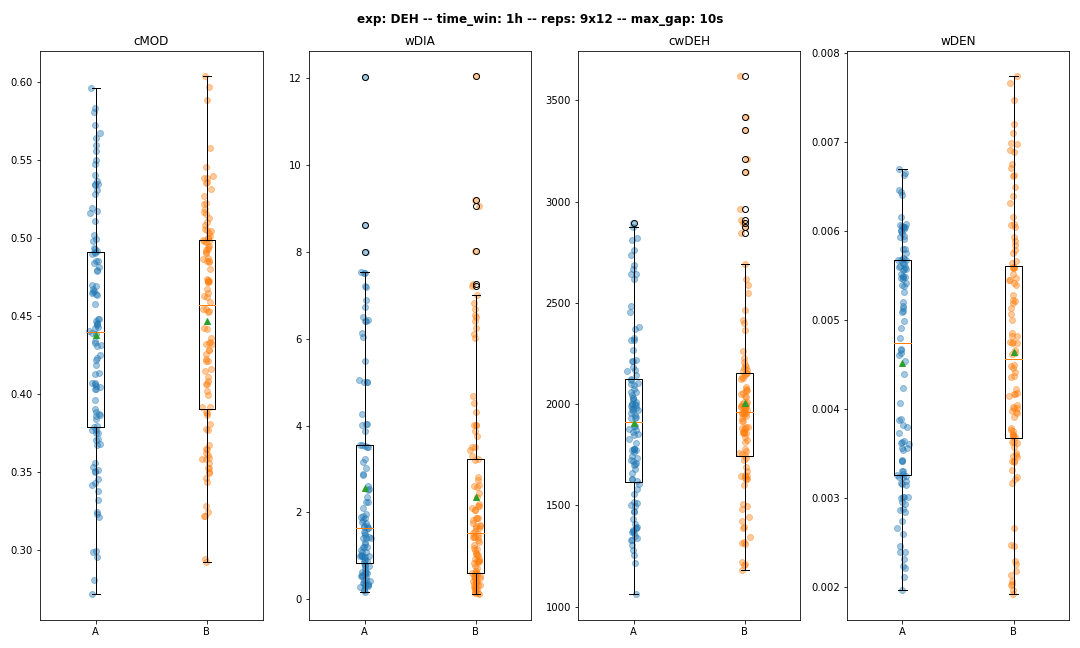 exp: DEH -- time_win: 1h -- reps: 9x12 -- max_gap: 10s
cMOD
wDIA
cwDEH
wDEN
0.60
0.55
0.50
0.45
0.40
0.35
0.30
A
B
12
10
8
6
4
2
0
A
B
3500
3000
2500
2000
1500
1000
A
B
0.008
0.007
0.006
0.005
0.004
0.003
0.002
A
B